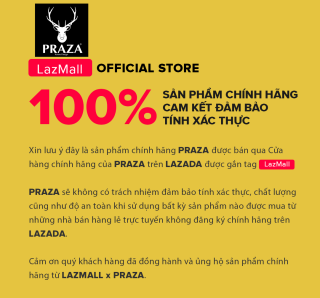 PRAZA
LazMall OFFICIAL STORE
100% SẢN PHẨM CHÍNH HÃNG
CAM KẾT ĐẢM BẢO
TÍNH XÁC THỰC
Xin lưu ý đây là sản phẩm chính hãng PRAZA được bán qua Cửa
hàng chính hãng của PRAZA trên LAZADA được gắn tag LazMall
PRAZA sẽ không có trách nhiệm đảm bảo tính xác thực, chất lượng
cũng như độ an toàn khi sử dụng bất kỳ sản phẩm nào được mua từ
những nhà bán hàng lẻ trực tuyến không đăng ký chính hãng trên
LAZADA.
Cảm ơn quý khách hàng đã đồng hành và ủng hộ sản phẩm chính
hãng từ LAZMALL x PRAZA.